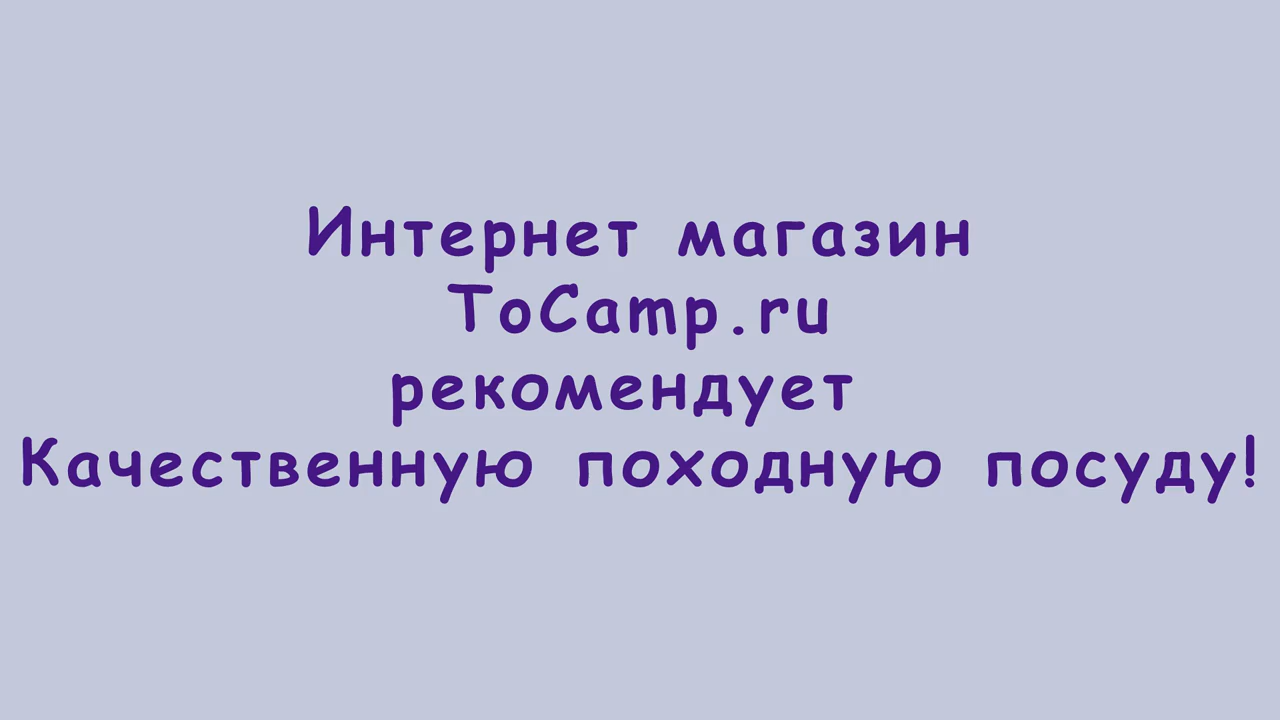 Интернет магазин
ToCamp.ru
рекомендует
Качественную походную посуду!